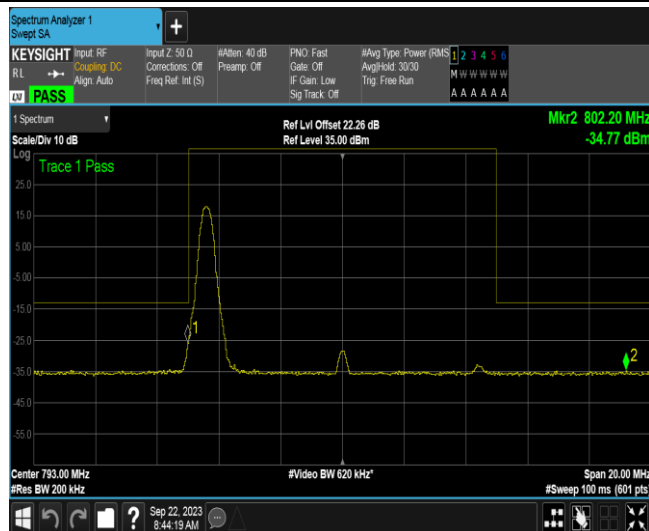 Spectrum Analyzer 1
Swept SA
+
KEYSIGHT Input: RF
RL Coupling: DC
Align: Auto
Input Z: 50 Ω
Corrections: Off
Freq Ref: Int (S)
#Atten: 40 dB
Preamp: Off
PNO: Fast
Gate: Off
IF Gain: Low
Sig Track: Off
#Avg Type: Power (RMS
Avg|Hold: 30/30
Trig: Free Run
1 2 3 4 5 6
M W W W W W
A A A A A A
PASS
1 Spectrum
Scale/Div 10 dB
Ref Lvl Offset 22.26 dB
Ref Level 35.00 dBm
Mkr2 802.20 MHz
-34.77 dBm
Log
Trace 1 Pass
25.0
15.0
5.00
-5.00
-15.0
-25.0
-35.0
-45.0
-55.0
1
2
Center 793.00 MHz
#Res BW 200 kHz
#Video BW 620 kHz*
Span 20.00 MHz
#Sweep 100 ms (601 pts)
?
Sep 22, 2023
8:44:19 AM